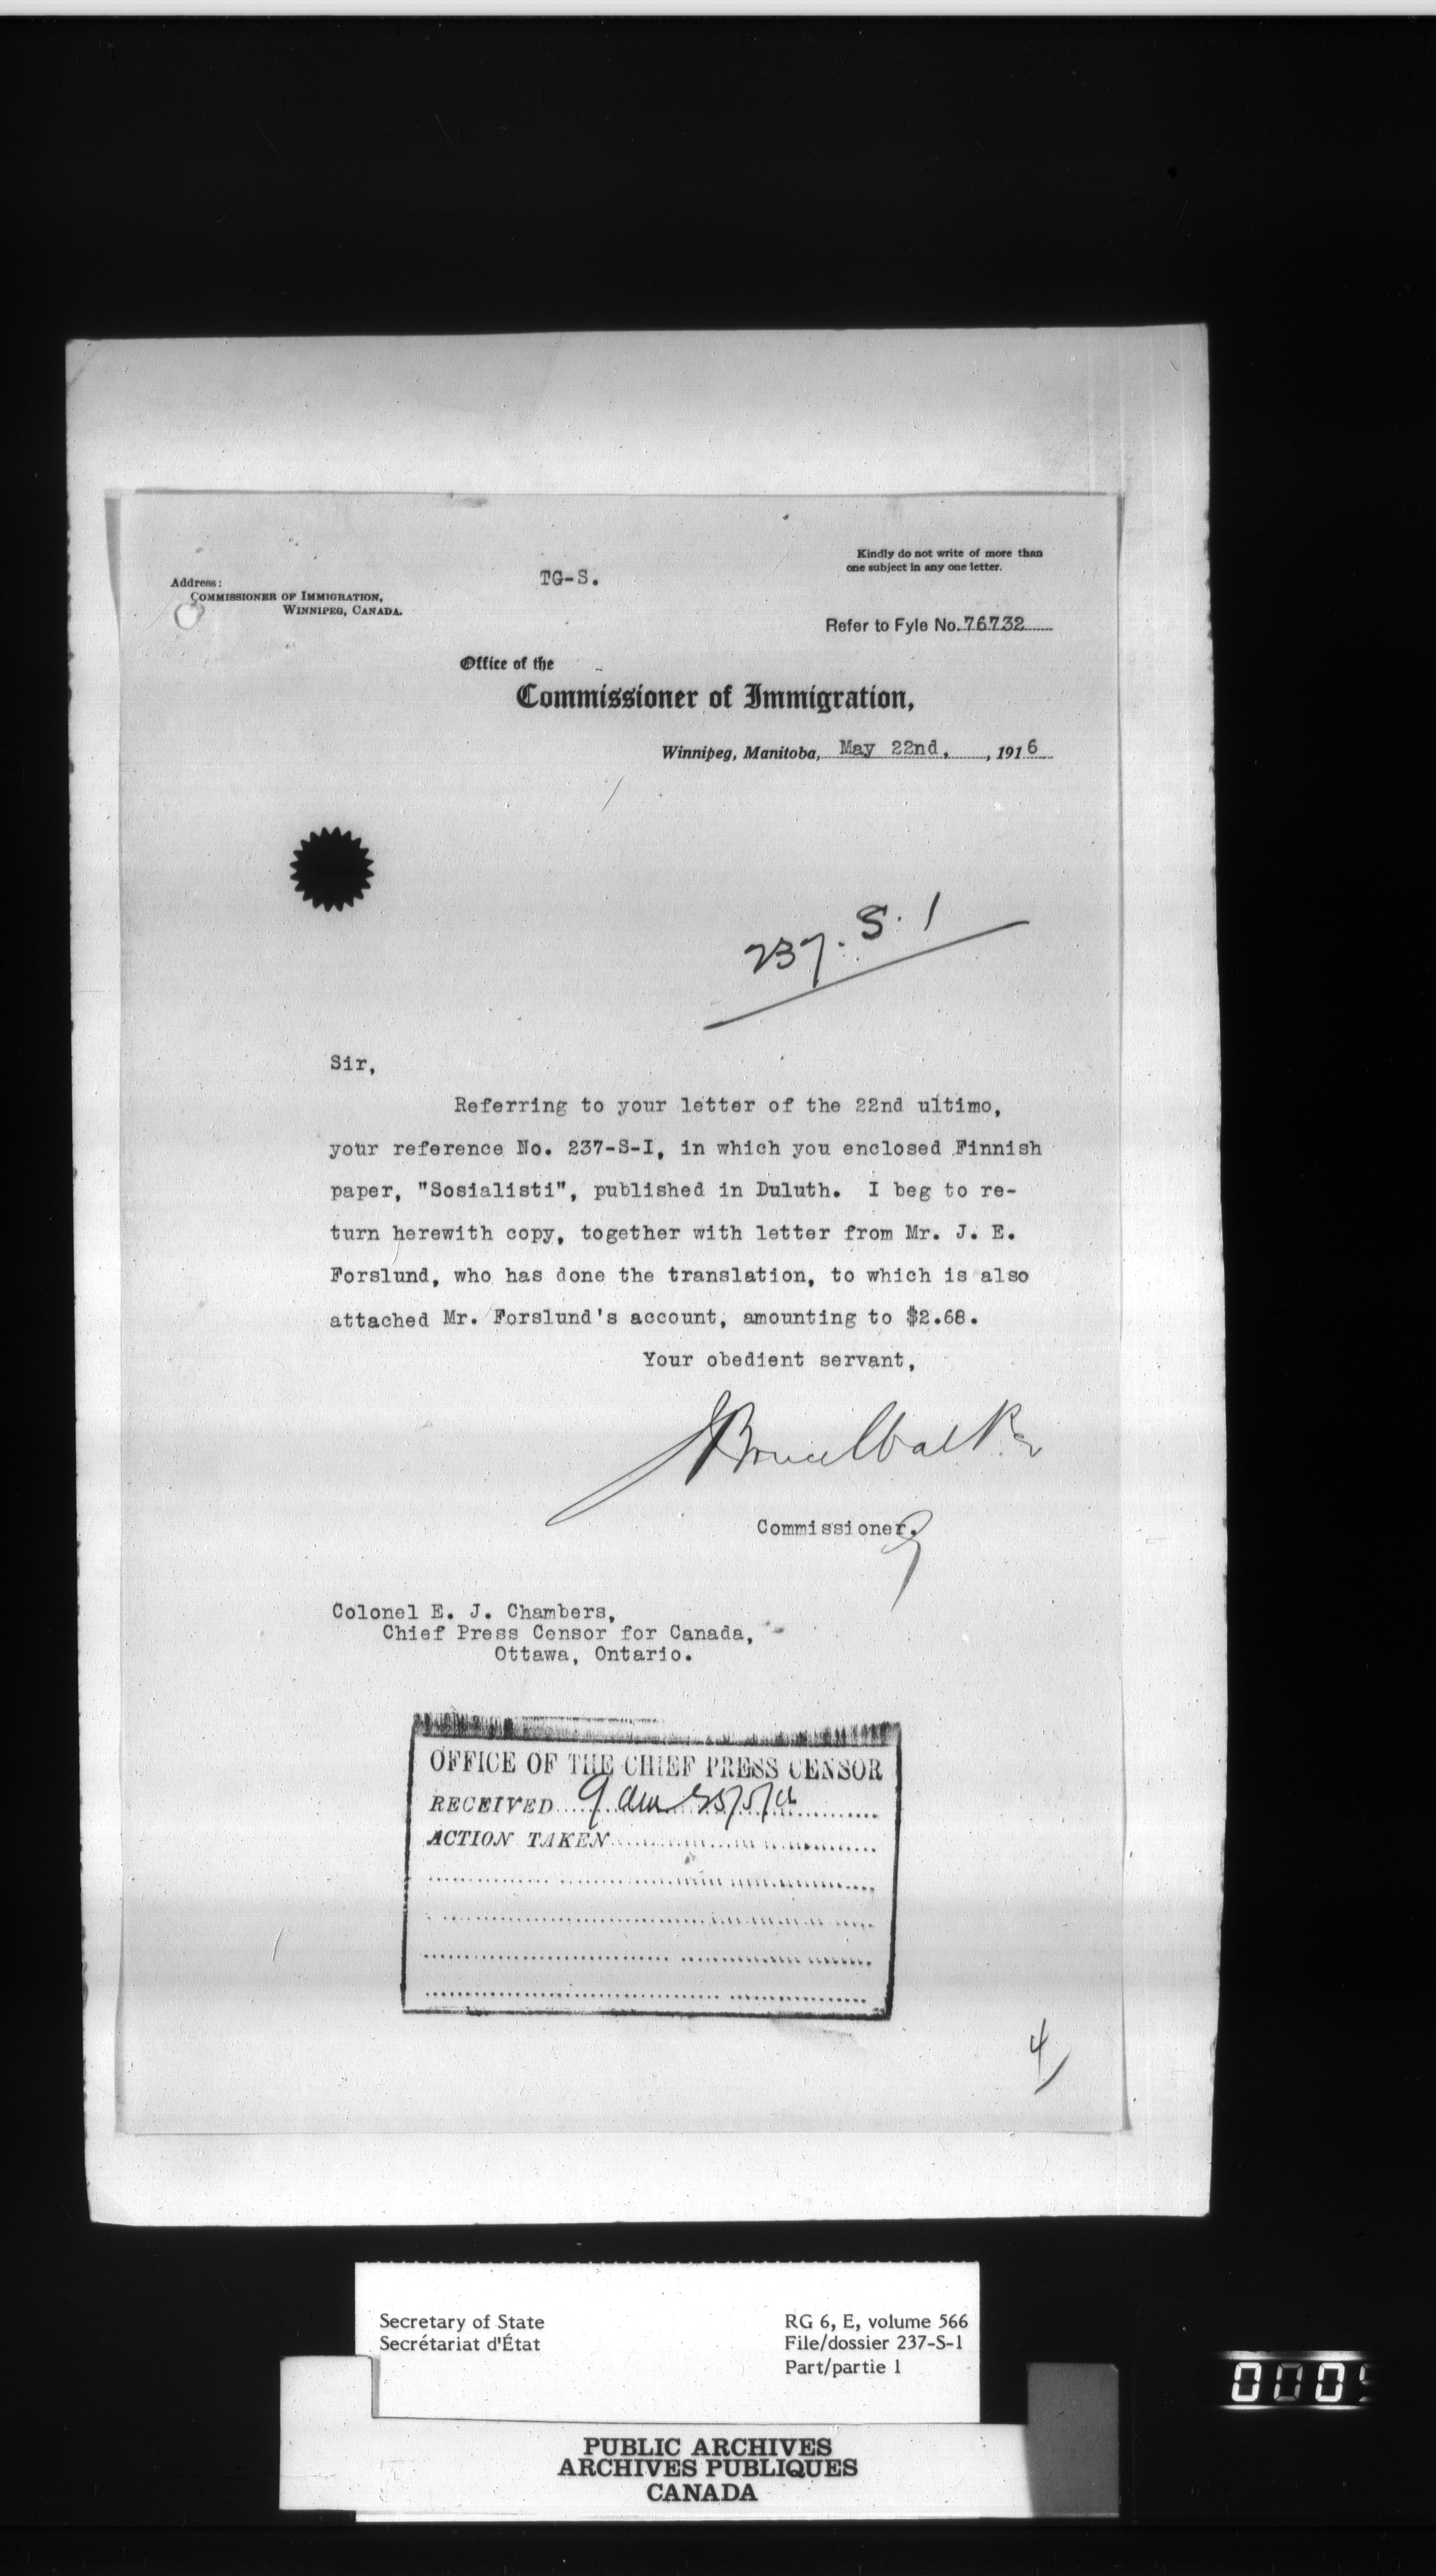 Kindly do not write of more than
one subject in any one letter.
TG-S.
Address:
COMMISSIONER OF IMMIGRATION,
WINNIPEG, CANADA.
Refer to Fyle No. 76732
Office of the
Commissioner of Immigration,
Winnipeg, Manitoba, May 22nd, , 1916
237. S. 1
Sir,
Referring to your letter of the 22nd ultimo,
your reference No. 237-S-I, in which you enclosed Finnish
paper, "Sosialisti", published in Duluth. I beg to re-
turn herewith copy, together with letter from Mr. J. E.
Forslund, who has done the translation, to which is also
attached Mr. Forslund's account, amounting to $2.68.
Your obedient servant,
J Bruce Walker
Commissioner.
Colonel E. J. Chambers,
Chief Press Censor for Canada,
Ottawa, Ontario.
OFFICE OF THE CHIEF PRESS CENSOR
RECEIVED 9 am 25/5/16
ACTION TAKEN
4
Secretary of State
Secrétariat d'État
RG 6, E, volume 566
File/dossier 237-S-1
Part/partie 1
PUBLIC ARCHIVES
ARCHIVES PUBLIQUES
CANADA